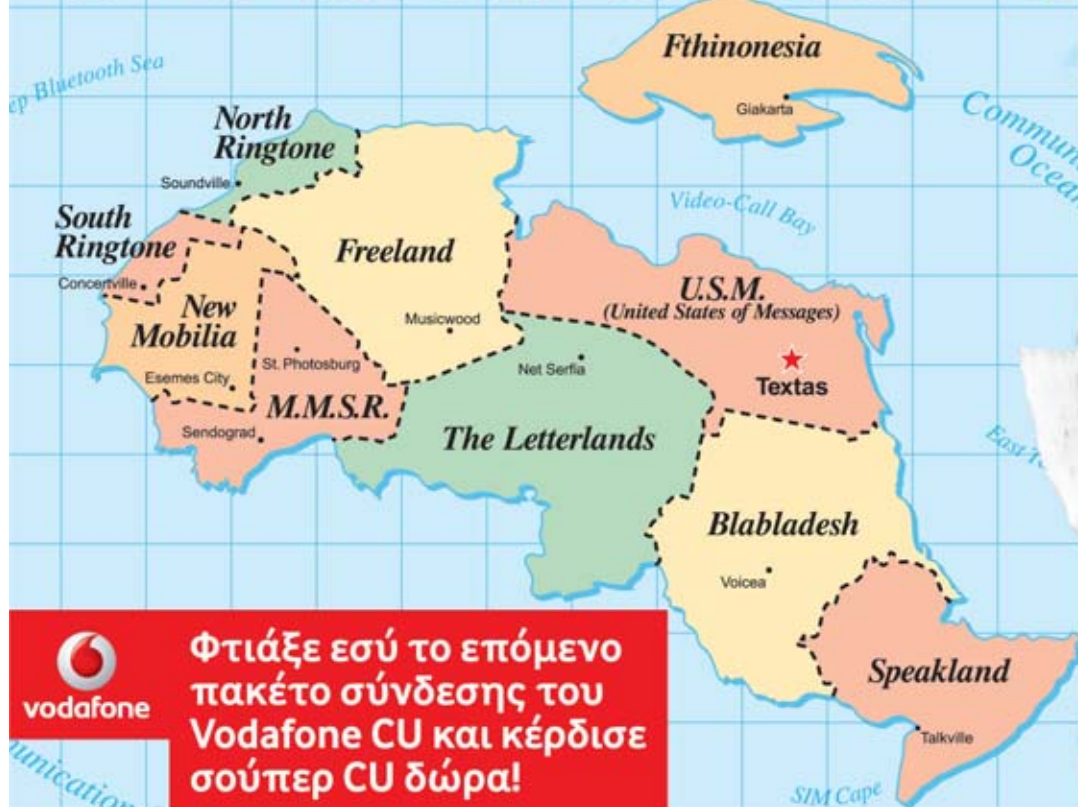 Fthinonesia
Giakarta
Bluetooth Sea
North
Ringtone
Soundville
Video-Call Bay
South
Ringtone
Concertville
Freeland
Musicwood
U.S.M.
(United States of Messages)
Textas
New
Mobilia
Esemes City
St. Photosburg
M.M.S.R.
Sendograd
Net Serfia
The Letterlands
East
Blabladesh
Voicea
Speakland
Talkville
SIM Cape
vodafone
Φτιάξε εσύ το επόμενο
πακέτο σύνδεσης του
Vodafone CU και κέρδισε
σούπερ CU δώρα!